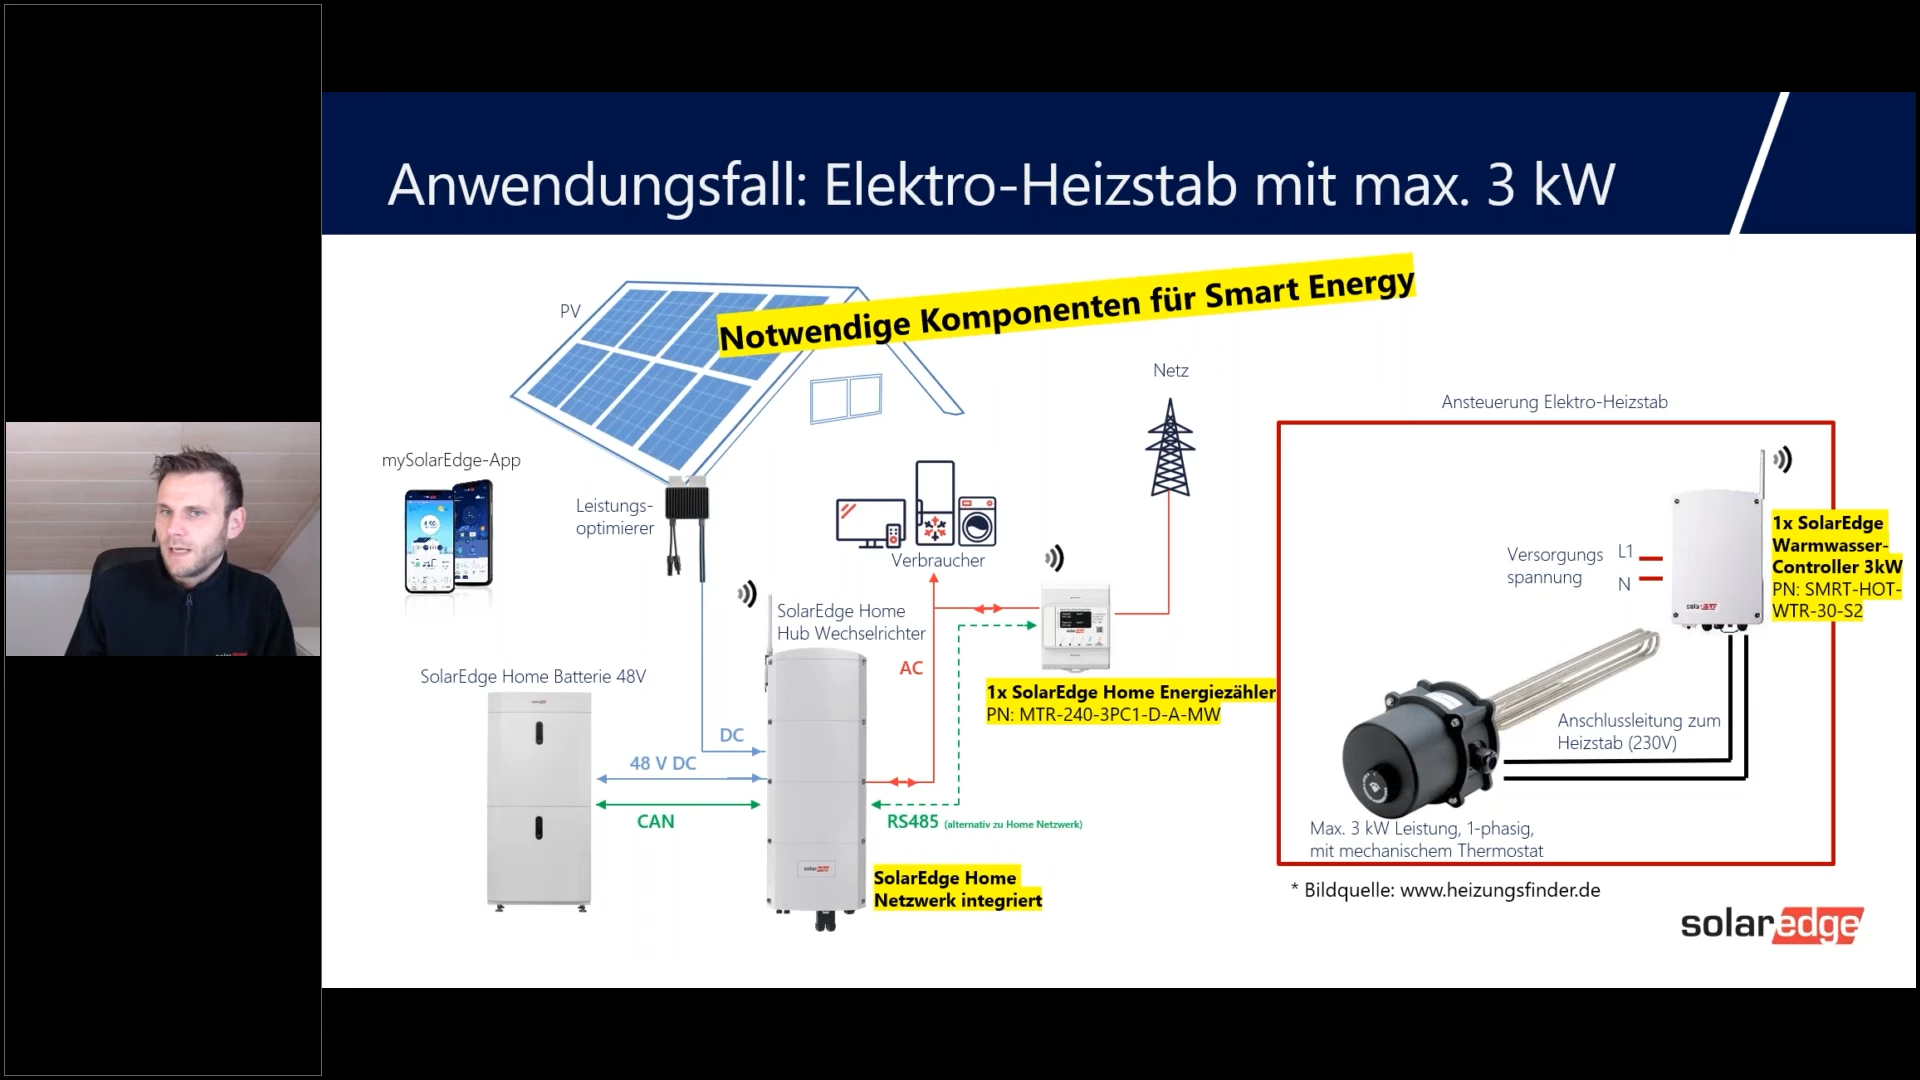 Anwendungsfall: Elektro-Heizstab mit max. 3 kW
Notwendige Komponenten für Smart Energy
PV
Netz
Ansteuerung Elektro-Heizstab
mySolarEdge-App
Leistungs-
optimierer
Verbraucher
Versorgungs
spannung
L1
N
1x SolarEdge
Warmwasser-
Controller 3kW
PN: SMRT-HOT-
WTR-30-S2
SolarEdge Home
Hub Wechselrichter
AC
SolarEdge Home Batterie 48V
1x SolarEdge Home Energiezähler
PN: MTR-240-3PC1-D-A-MW
DC
48 V DC
CAN
RS485 (alternativ zu Home Netzwerk)
Anschlussleitung zum
Heizstab (230V)
Max. 3 kW Leistung, 1-phasig,
mit mechanischem Thermostat
SolarEdge Home
Netzwerk integriert
* Bildquelle: www.heizungsfinder.de
solaredge